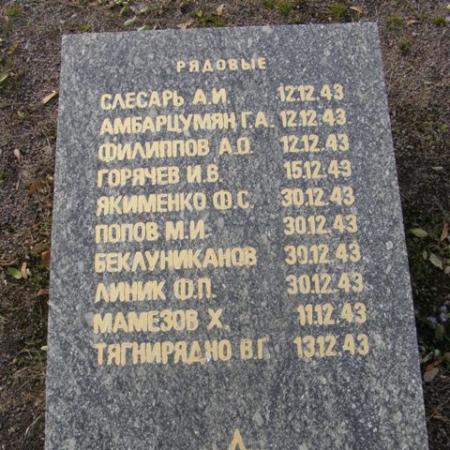 РЯДОВЫЕ
СЛЕСАРЬ А.И. 12.12.43
АМБАРЦУМЯН Г.А. 12.12.43
ФИЛИППОВ А.О. 12.12.43
ГОРЯЧЕВ И.В. 15.12.43
ЯКИМЕНКО Ф.С. 30.12.43
ПОПОВ М.И. 30.12.43
БЕКЛУНИКАНОВ 30.12.43
ЛИНИК Ф.П. 30.12.43
МАМЕЗОВ Х. 11.12.43
ТЯГНИРЯДНО В.Г. 13.12.43